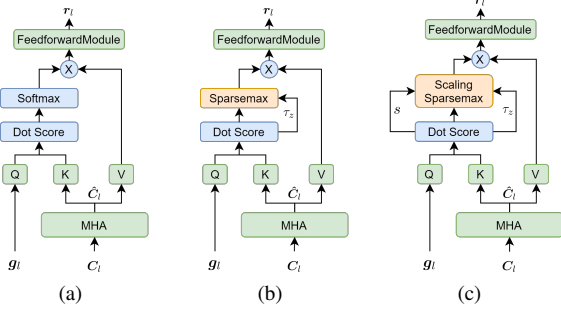 r_l
FeedforwardModule
X
Softmax
Dot Score
Q K V
Ĉ_l
MHA
g_l C_l
(a)
r_l
FeedforwardModule
X
Sparsemax
τ_z
Dot Score
Q K V
Ĉ_l
MHA
g_l C_l
(b)
r_l
FeedforwardModule
X
Scaling
Sparsemax
s τ_z
Dot Score
Q K V
Ĉ_l
MHA
g_l C_l
(c)